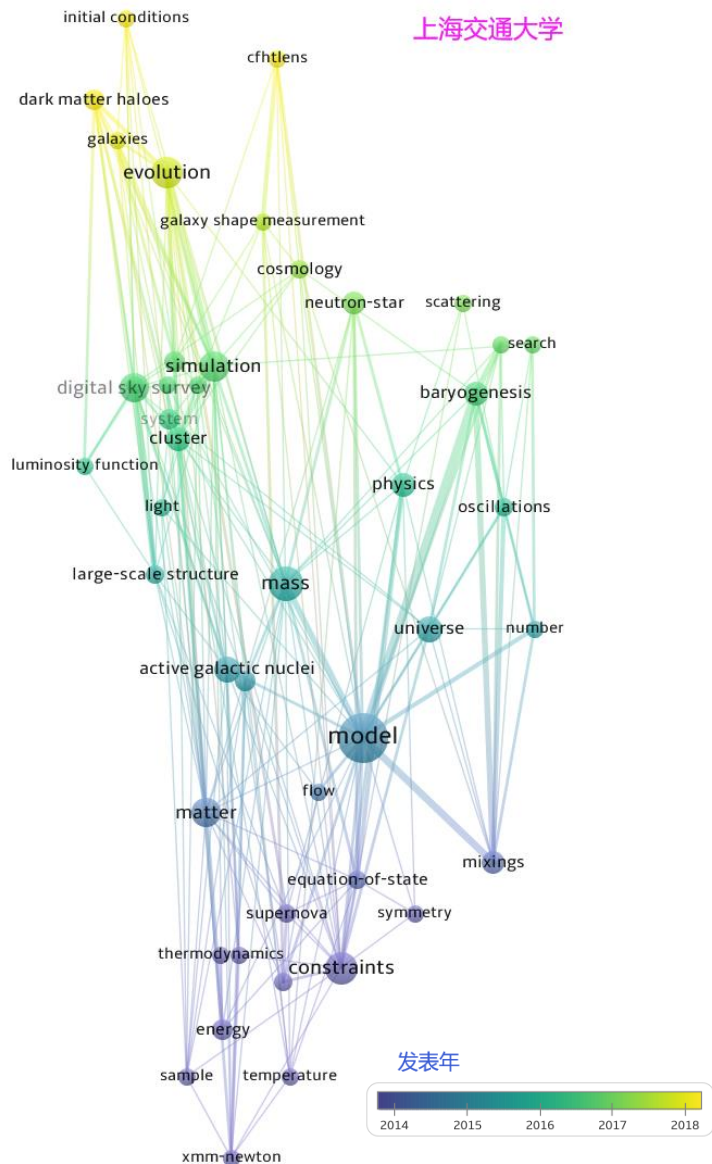 上海交通大学
initial conditions
cfhtlens
dark matter haloes
galaxies
evolution
galaxy shape measurement
cosmology
neutron-star
scattering
search
simulation
digital sky survey
baryogenesis
system
cluster
luminosity function
physics
light
oscillations
large-scale structure
mass
universe
number
active galactic nuclei
model
flow
matter
mixings
equation-of-state
supernova
symmetry
thermodynamics
constraints
energy
发表年
sample
temperature
2014 2015 2016 2017 2018
xmm-newton